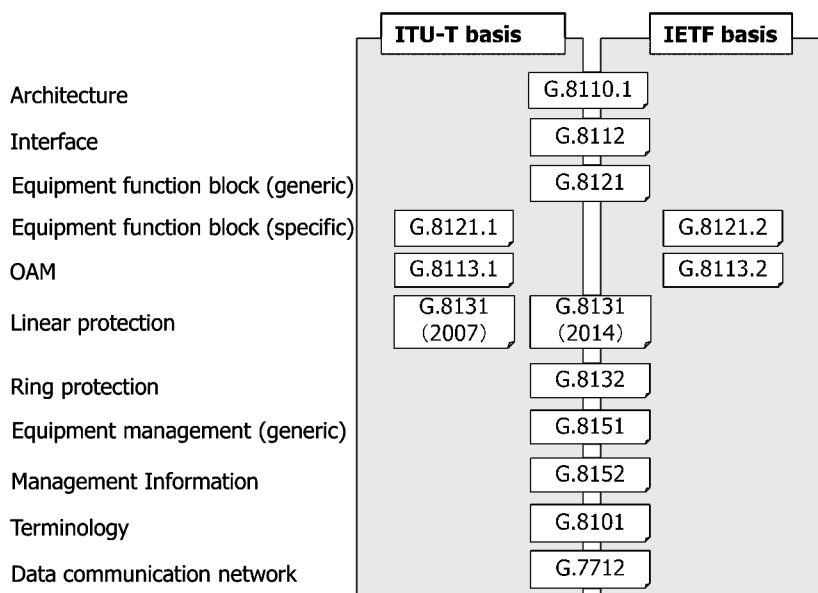 ITU-T basis
IETF basis
Architecture
G.8110.1
Interface
G.8112
Equipment function block (generic)
G.8121
Equipment function block (specific)
G.8121.1
G.8121.2
OAM
G.8113.1
G.8113.2
Linear protection
G.8131
(2007)
G.8131
(2014)
Ring protection
G.8132
Equipment management (generic)
G.8151
Management Information
G.8152
Terminology
G.8101
Data communication network
G.7712